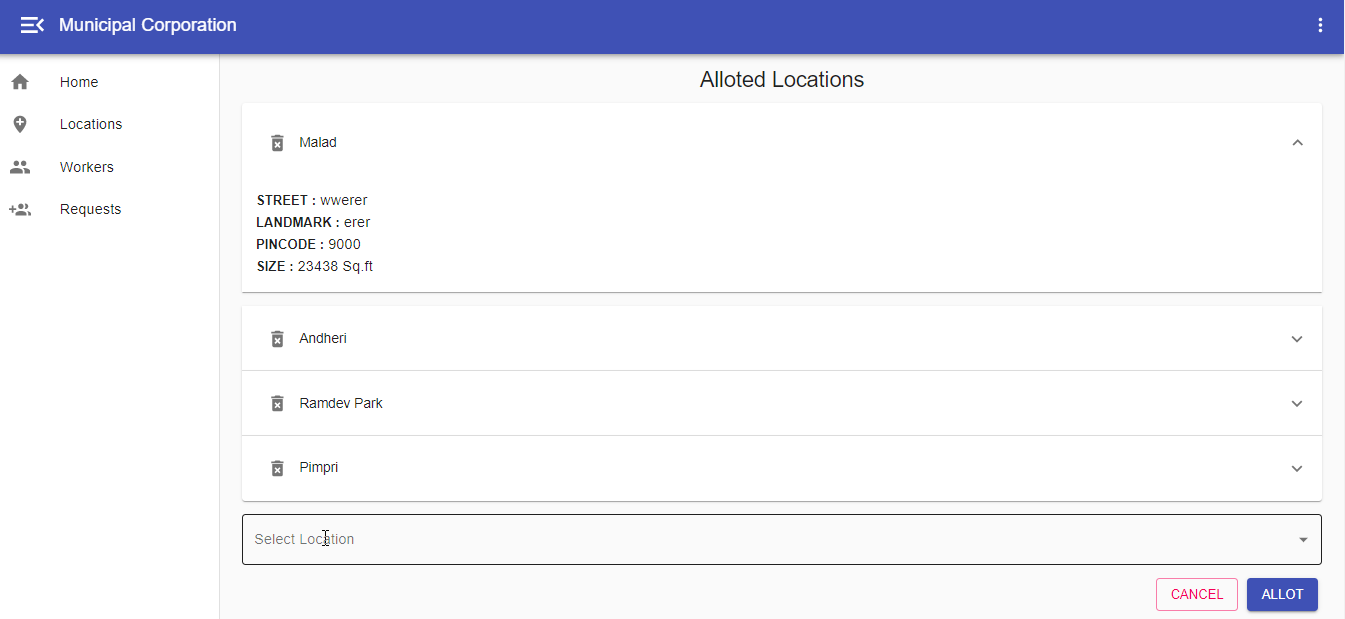 Municipal Corporation
Home
Locations
Workers
Requests
Alloted Locations
Malad
STREET : wwerer
LANDMARK : erer
PINCODE : 9000
SIZE : 23438 Sq.ft
Andheri
Ramdev Park
Pimpri
Select Location
CANCEL
ALLOT